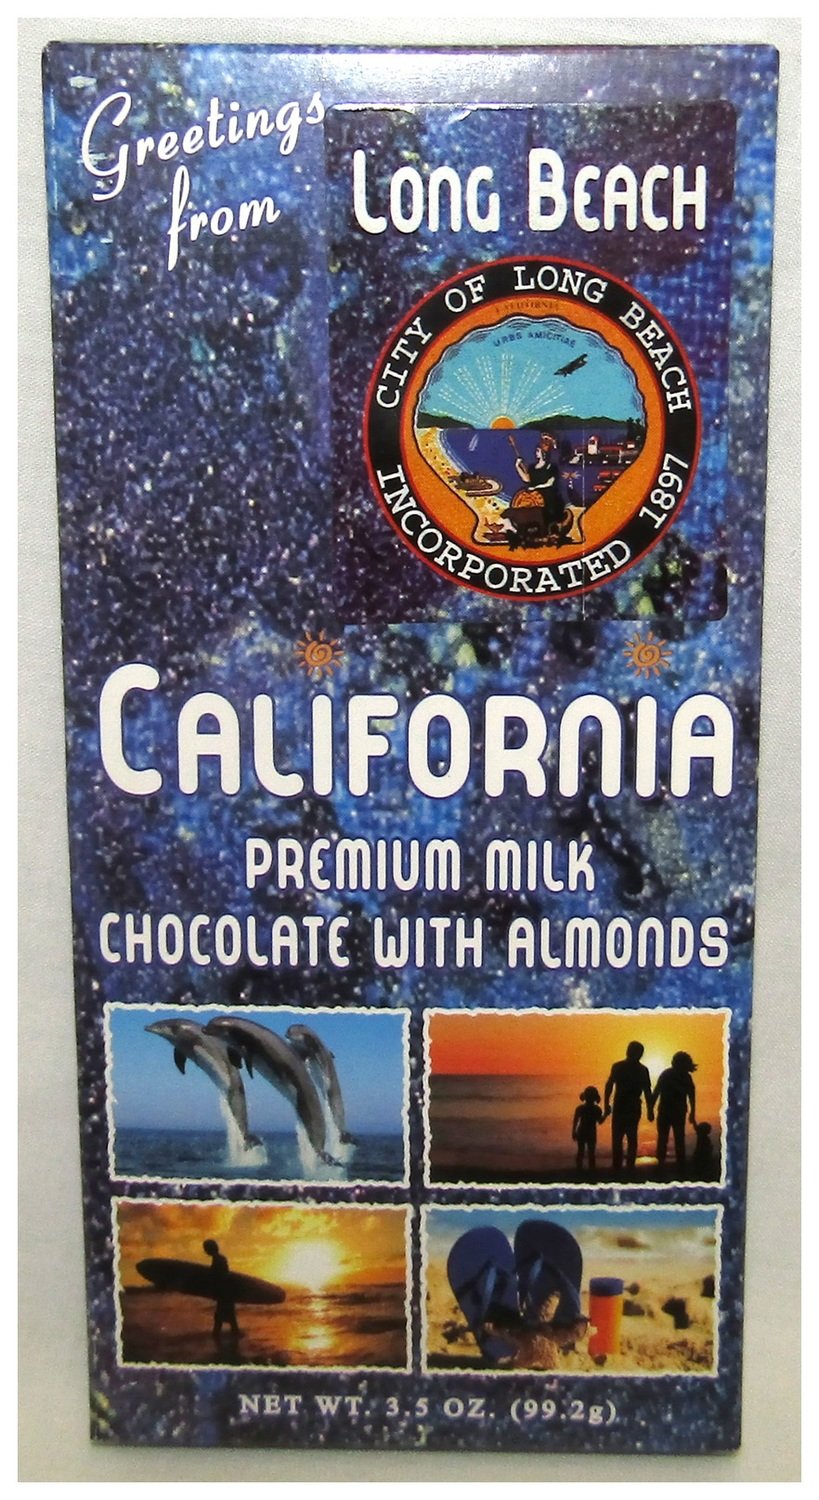 Greetings
from
LONG BEACH
CITY OF LONG BEACH
CALIFORNIA
URBS AMICITIAE
INCORPORATED 1897
CALIFORNIA
PREMIUM MILK
CHOCOLATE WITH ALMONDS
NET WT. 3.5 OZ. (99.2g)